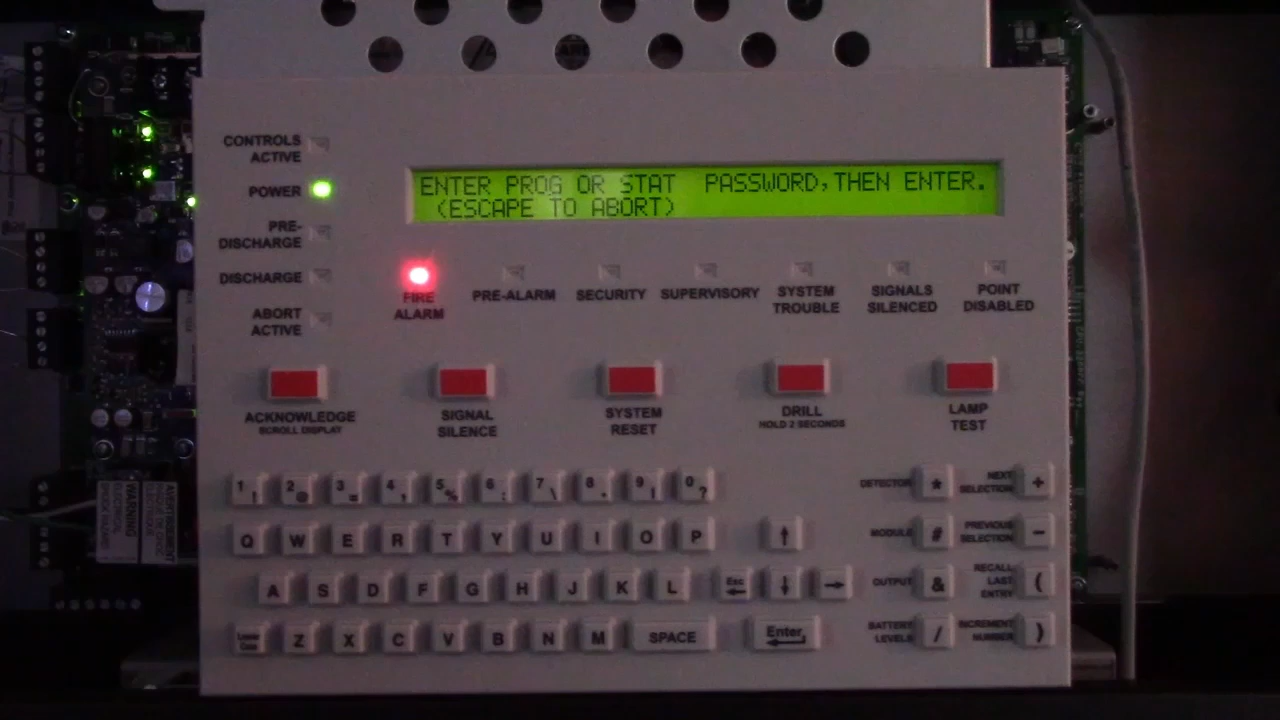 CONTROLS
ACTIVE
POWER
PRE-
DISCHARGE
DISCHARGE
ABORT
ACTIVE
ENTER PROG OR STAT PASSWORD,THEN ENTER.
(ESCAPE TO ABORT)
FIRE
ALARM
PRE-ALARM
SECURITY
SUPERVISORY
SYSTEM
TROUBLE
SIGNALS
SILENCED
POINT
DISABLED
ACKNOWLEDGE
SCROLL DISPLAY
SIGNAL
SILENCE
SYSTEM
RESET
DRILL
HOLD 2 SECONDS
LAMP
TEST
1 ! 2 @ 3 = 4 , 5 % 6 : 7 \ 8 . 9 | 0 ?
Q W E R T Y U I O P ↑
A S D F G H J K L Esc ← ↓ →
Z X C V B N M SPACE Enter
DETECTOR *
NEXT
SELECTION +
MODULE #
PREVIOUS
SELECTION -
OUTPUT &
RECALL
LAST
ENTRY (
BATTERY
LEVELS /
INCREMENT
NUMBER )
WARNING